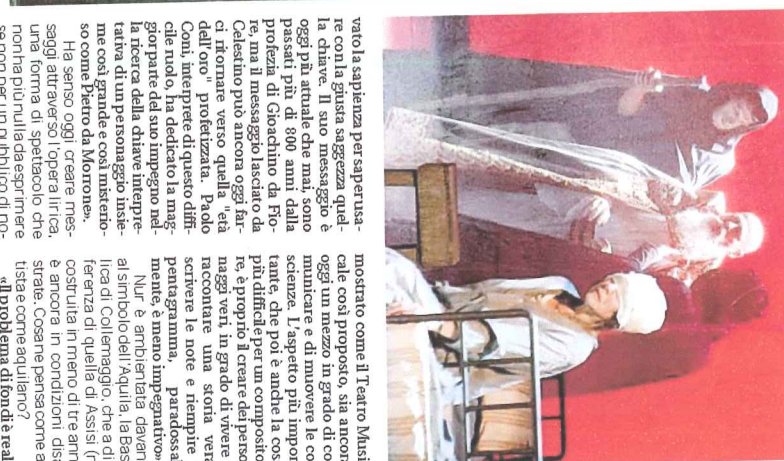 vato la sapienza per saper usa-
re con la giusta saggezza quel-
la chiave. Il suo messaggio è
oggi più attuale che mai, sono
passati più di 800 anni dalla
profezia di Gioachino da Fio-
re, ma il messaggio lasciato da
Celestino può ancora oggi far-
ci ritornare verso quella "età
dell'oro" profetizzata. Paolo
Coni, interprete di questo diffi-
cile ruolo, ha dedicato la mag-
gior parte del suo impegno nel-
la ricerca della chiave interpre-
tativa di un personaggio insie-
me così grande e così misterio-
so come Pietro da Morrone».
Ha senso oggi creare mes-
saggi attraverso l'opera lirica,
una forma di spettacolo che
non ha più nulla da esprimere
se non per un pubblico di no-
mostrato come il Teatro Musi
cale così proposto, sia ancora
oggi un mezzo in grado di co
municare e di muovere le co
scienze. L'aspetto più impor
tante, che poi è anche la cos
più difficile per un composito
re, è proprio il creare dei perso
naggi veri, in grado di vivere
raccontare una storia vera
scrivere le note e riempire
pentagramma, paradossa
mente, è meno impegnativo»
Nur è ambientata davan
al simbolo dell'Aquila, la Bas
lica di Collemaggio, che a di
ferenza di quella di Assisi (r
costruita in meno di tre ann
è ancora in condizioni disa
strate. Cosa ne pensa come a
tista e come aquilano?
«Il problema di fondi è real